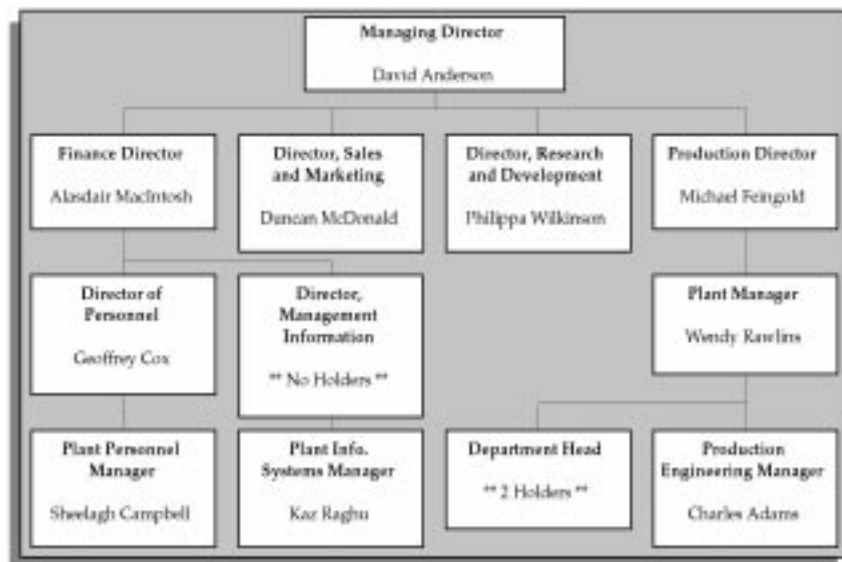 Managing Director
David Anderson
Finance Director
Alasdair MacIntosh
Director, Sales
and Marketing
Duncan McDonald
Director, Research
and Development
Philippa Wilkinson
Production Director
Michael Feingold
Director of
Personnel
Geoffrey Cox
Director,
Management
Information
** No Holders **
Plant Manager
Wendy Rawlins
Plant Personnel
Manager
Sheelagh Campbell
Plant Info.
Systems Manager
Kaz Raghu
Department Head
** 2 Holders **
Production
Engineering Manager
Charles Adams